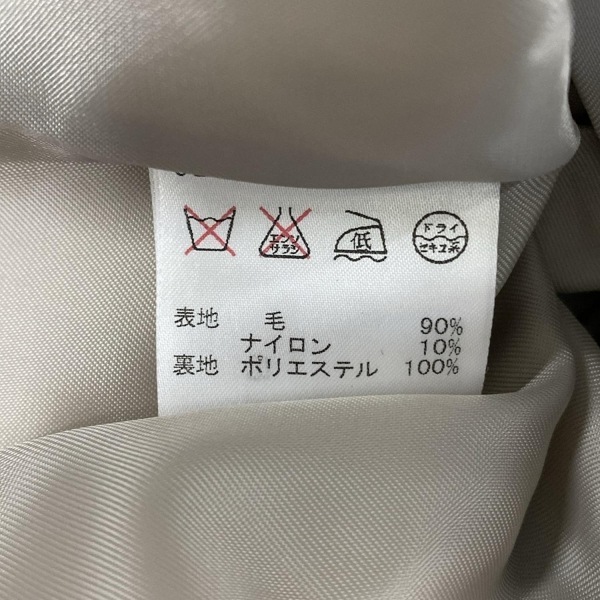 エンソ
サラシ
低
ドライ
セキユ系
表地 毛 90%
ナイロン 10%
裏地 ポリエステル 100%